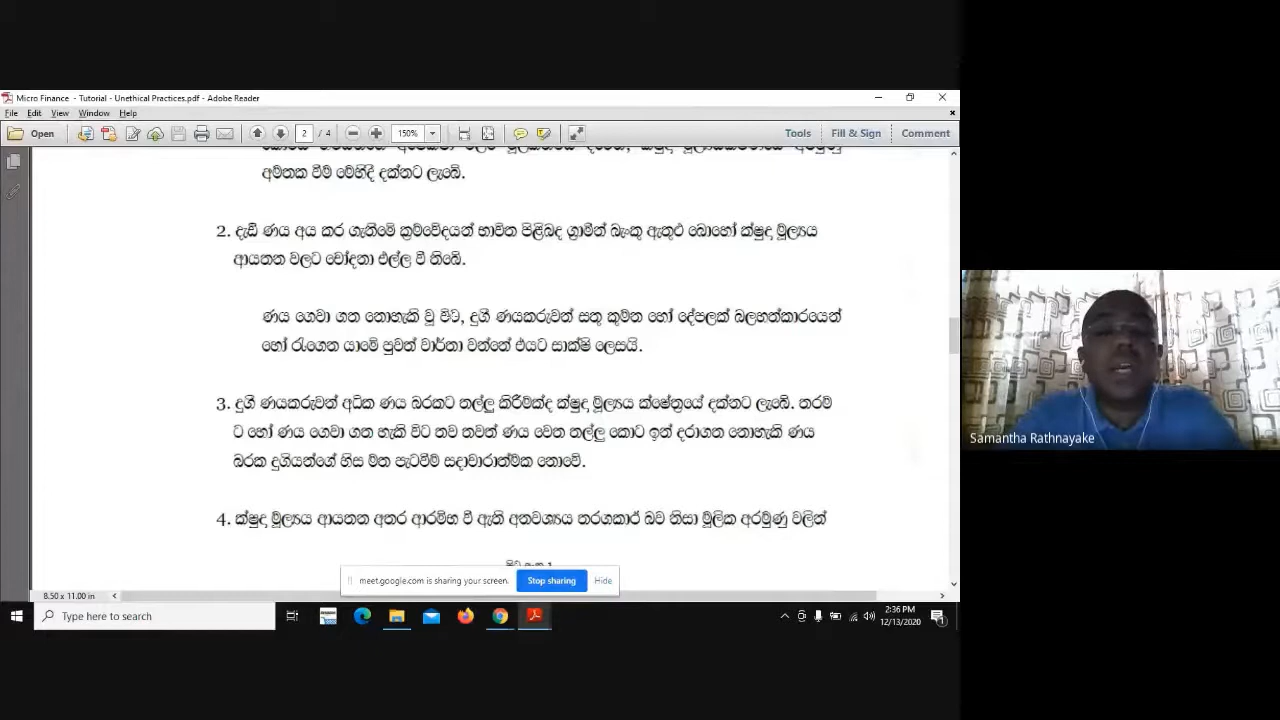 Micro Finance - Tutorial - Unethical Practices.pdf - Adobe Reader
File Edit View Window Help
Open 2 / 4 150% Tools Fill & Sign Comment
අමතක වීම මෙහිදී දක්නට ලැබේ.
2. දැඩි ණය අය කර ගැනීමේ ක්‍රමවේදයන් භාවිත පිළිබඳ ග්‍රාමීන් බැංකු ඇතුළු බොහෝ ක්ෂුද්‍ර මූල්‍යය
ආයතන වලට චෝදනා එල්ල වී තිබේ.
ණය ගෙවා ගත නොහැකි වූ විට, දුගී ණයකරුවන් සතු කුමන හෝ දේපලක් බලහත්කාරයෙන්
හෝ රැගෙන යාමේ පුවත් වාර්තා වන්නේ එයට සාක්ෂි ලෙසයි.
3. දුගී ණයකරුවන් අධික ණය බරකට තල්ලු කිරීමක්ද ක්ෂුද්‍ර මූල්‍යය ක්ෂේත්‍රයේ දක්නට ලැබේ. තරම
ට හෝ ණය ගෙවා ගත හැකි විට තව තවත් ණය වෙත තල්ලු කොට ඉන් දරාගත නොහැකි ණය
බරක දුගියන්ගේ හිස මත පැටවීම සදාචාරාත්මක නොවේ.
4. ක්ෂුද්‍ර මූල්‍යය ආයතන අතර ආරම්භ වී ඇති අනවශ්‍යය තරගකාරී බව නිසා මූලික අරමුණු වලින්
meet.google.com is sharing your screen. Stop sharing Hide
8.50 x 11.00 in
Type here to search
2:36 PM
12/13/2020
Samantha Rathnayake